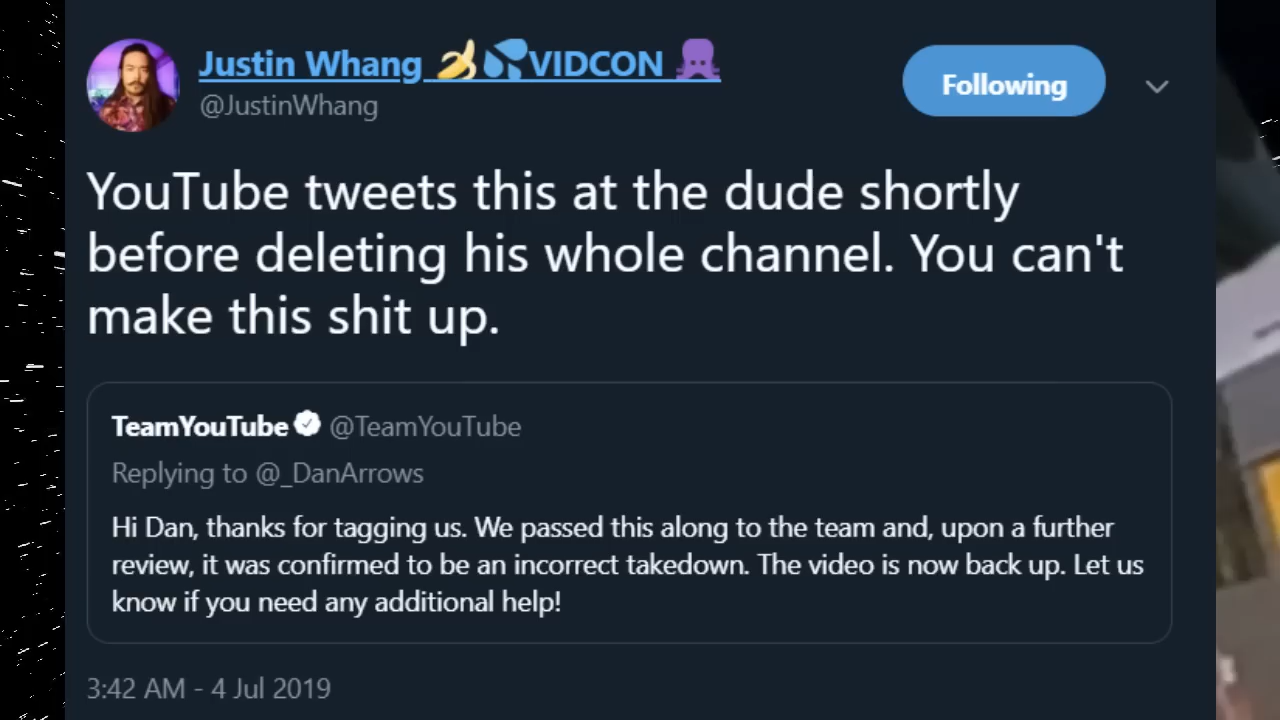 Justin Whang 🍌💦VIDCON 🐙
@JustinWhang
Following
YouTube tweets this at the dude shortly
before deleting his whole channel. You can't
make this shit up.
TeamYouTube @TeamYouTube
Replying to @_DanArrows
Hi Dan, thanks for tagging us. We passed this along to the team and, upon a further
review, it was confirmed to be an incorrect takedown. The video is now back up. Let us
know if you need any additional help!
3:42 AM - 4 Jul 2019